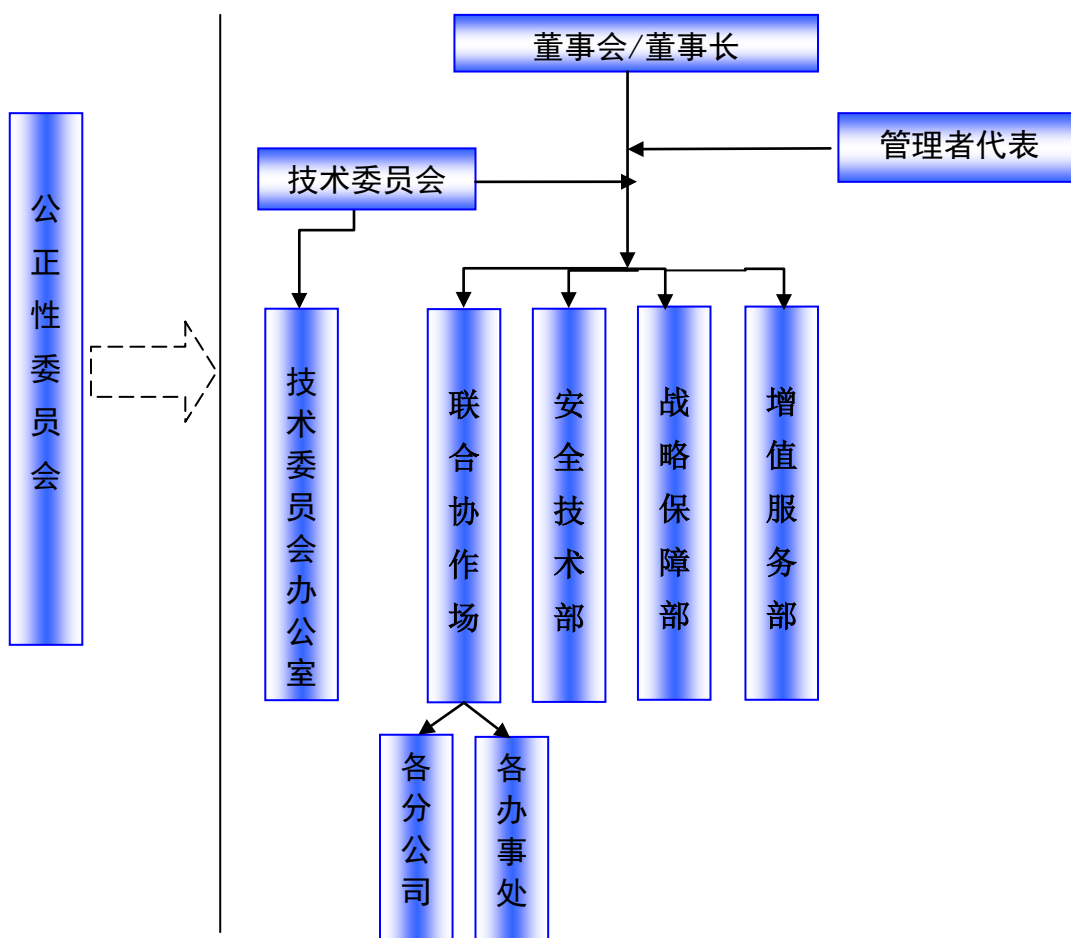 董事会/董事长
管理者代表
技术委员会
公正性委员会
技术委员会办公室
联合协作场
安全技术部
战略保障部
增值服务部
各分公司
各办事处